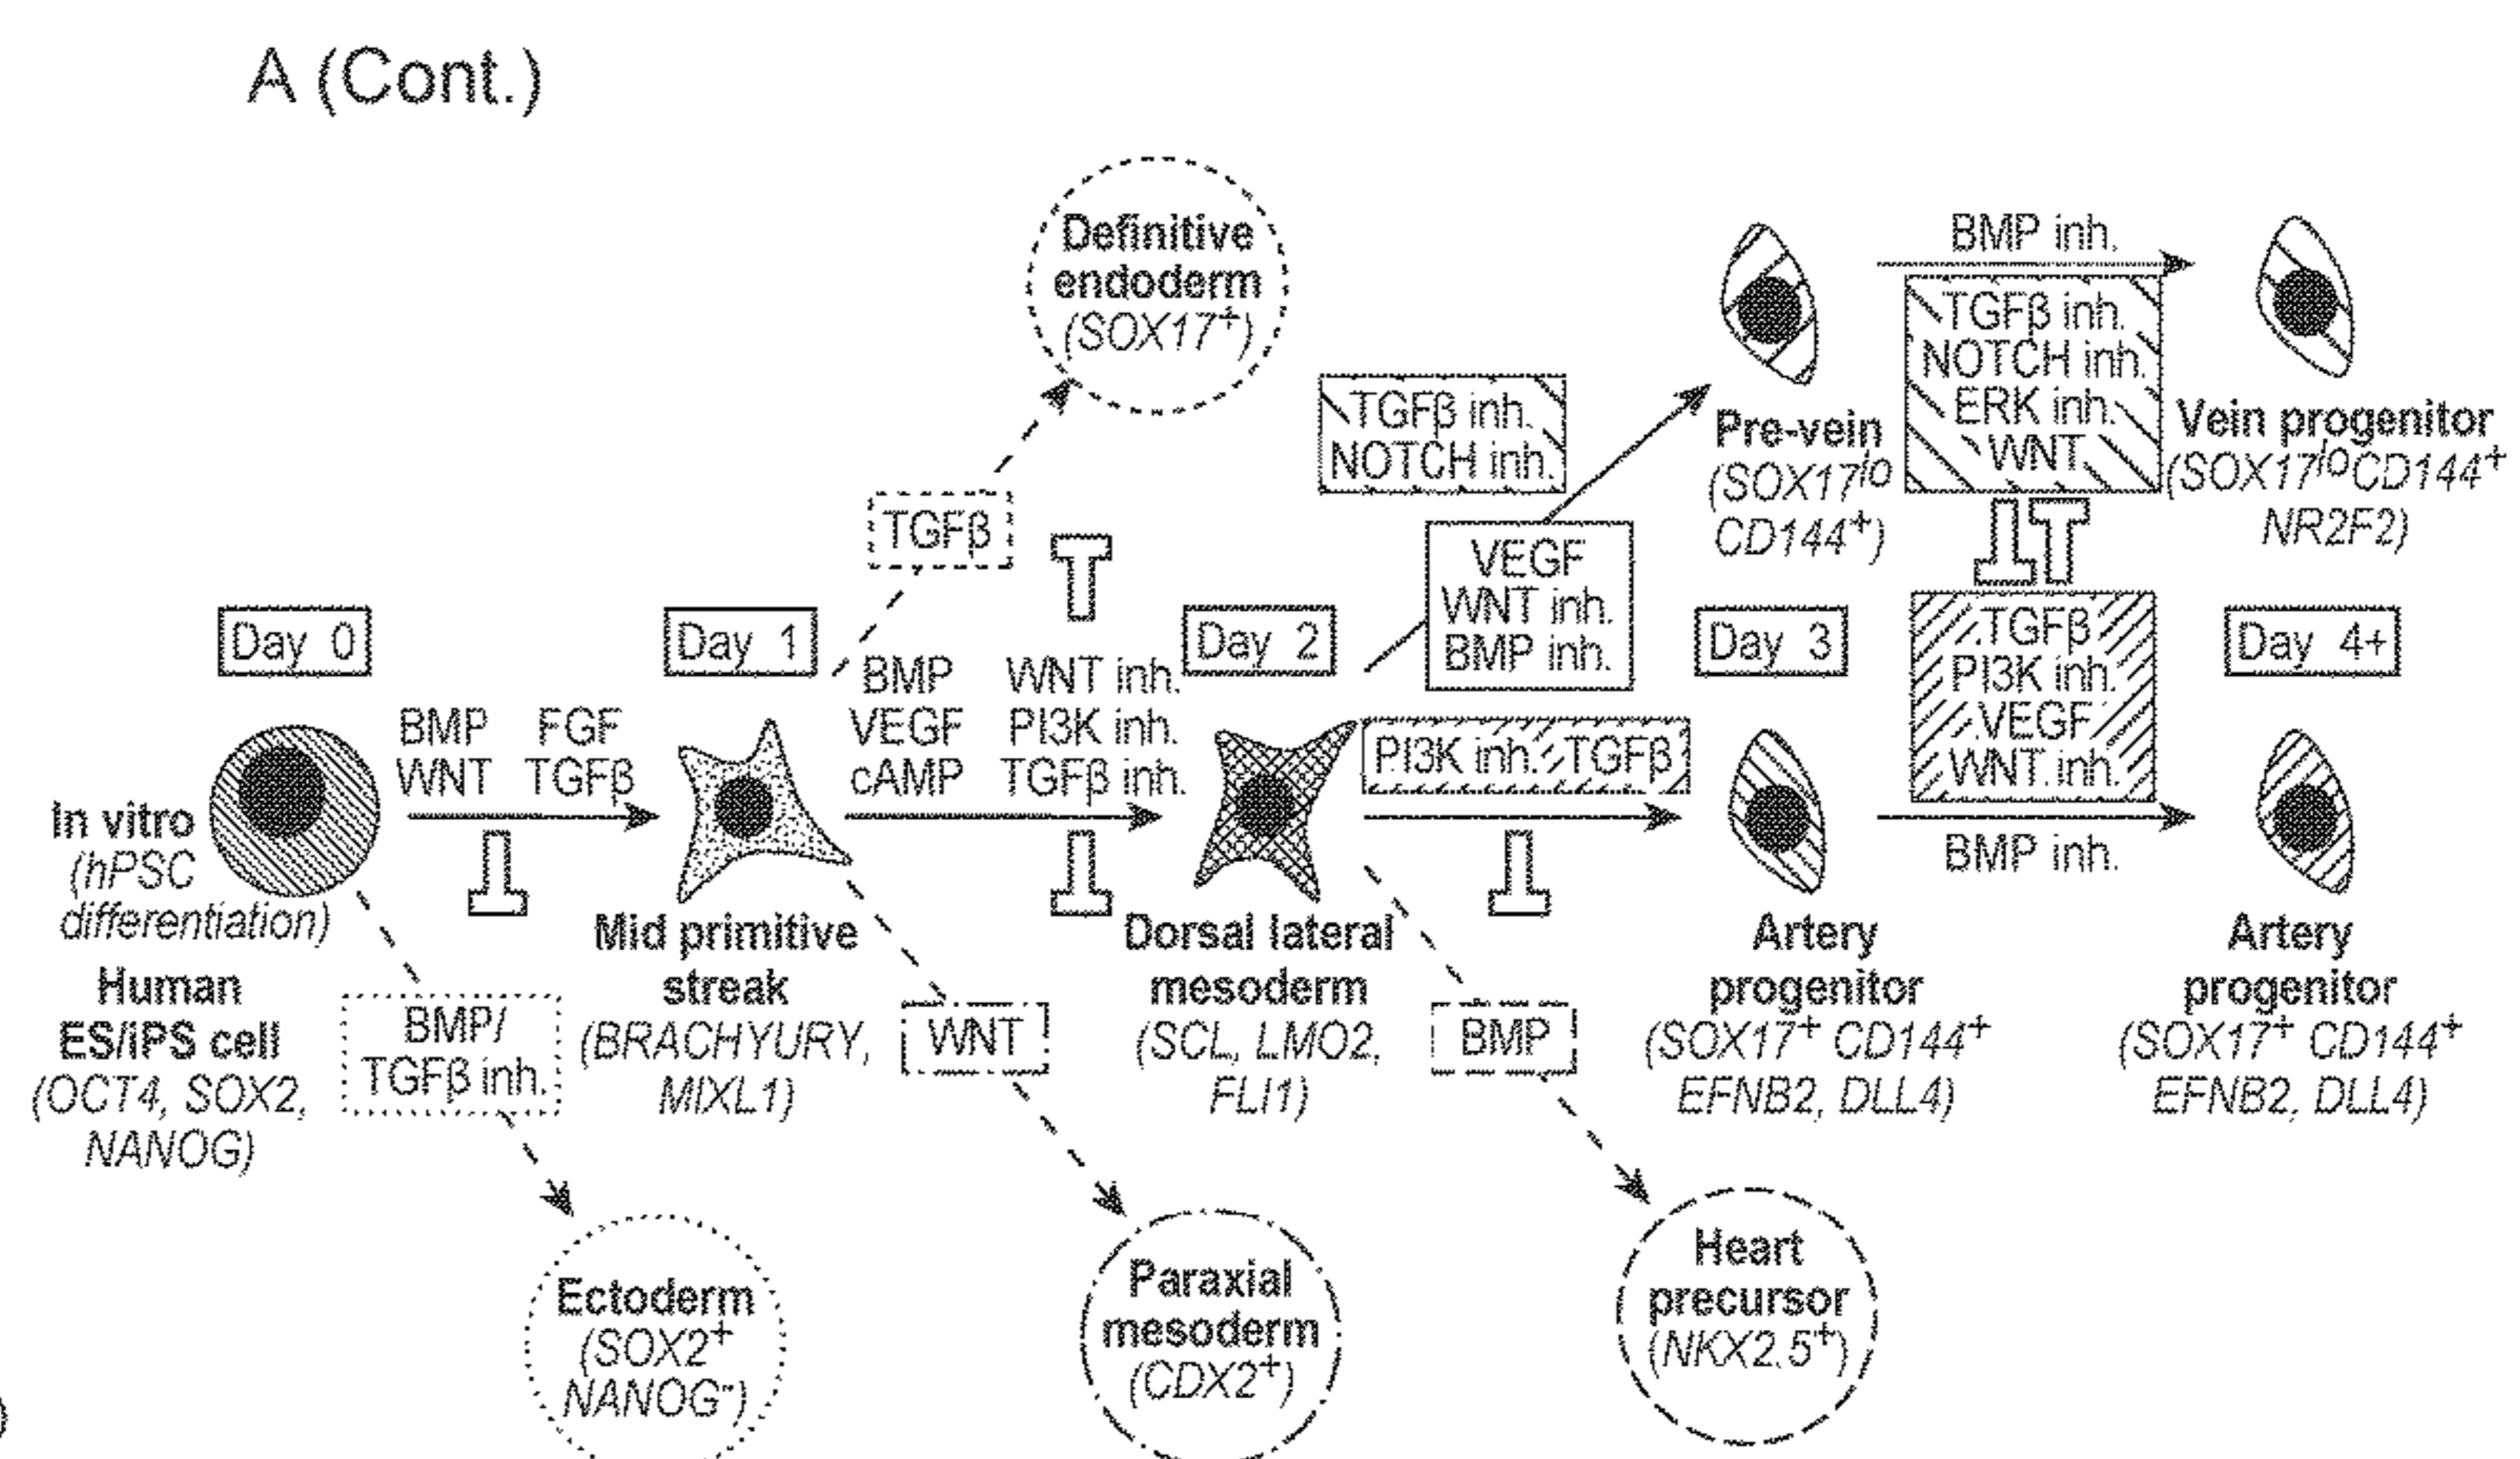 A (Cont.)
Definitive
endoderm
(SOX17⁺)
TGFβ
TGFβ inh.
NOTCH inh.
VEGF
WNT inh.
BMP inh.
Pre-vein
(SOX17ˡᵒ
CD144⁺)
BMP inh.
TGFβ inh.
NOTCH inh.
ERK inh.
WNT
Vein progenitor
(SOX17ˡᵒCD144⁺
NR2F2)
Day 0
Day 1
Day 2
Day 3
Day 4+
In vitro
(hPSC
differentiation)
BMP FGF
WNT TGFβ
BMP WNT inh.
VEGF PI3K inh.
cAMP TGFβ inh.
PI3K inh. TGFβ
TGFβ
PI3K inh.
VEGF
WNT inh.
BMP inh.
Human
ES/iPS cell
(OCT4, SOX2,
NANOG)
Mid primitive
streak
(BRACHYURY,
MIXL1)
Dorsal lateral
mesoderm
(SCL, LMO2,
FLI1)
Artery
progenitor
(SOX17⁺ CD144⁺
EFNB2, DLL4)
Artery
progenitor
(SOX17⁺ CD144⁺
EFNB2, DLL4)
BMP/
TGFβ inh.
WNT
BMP
Ectoderm
(SOX2⁺
NANOG⁻)
Paraxial
mesoderm
(CDX2⁺)
Heart
precursor
(NKX2.5⁺)
)